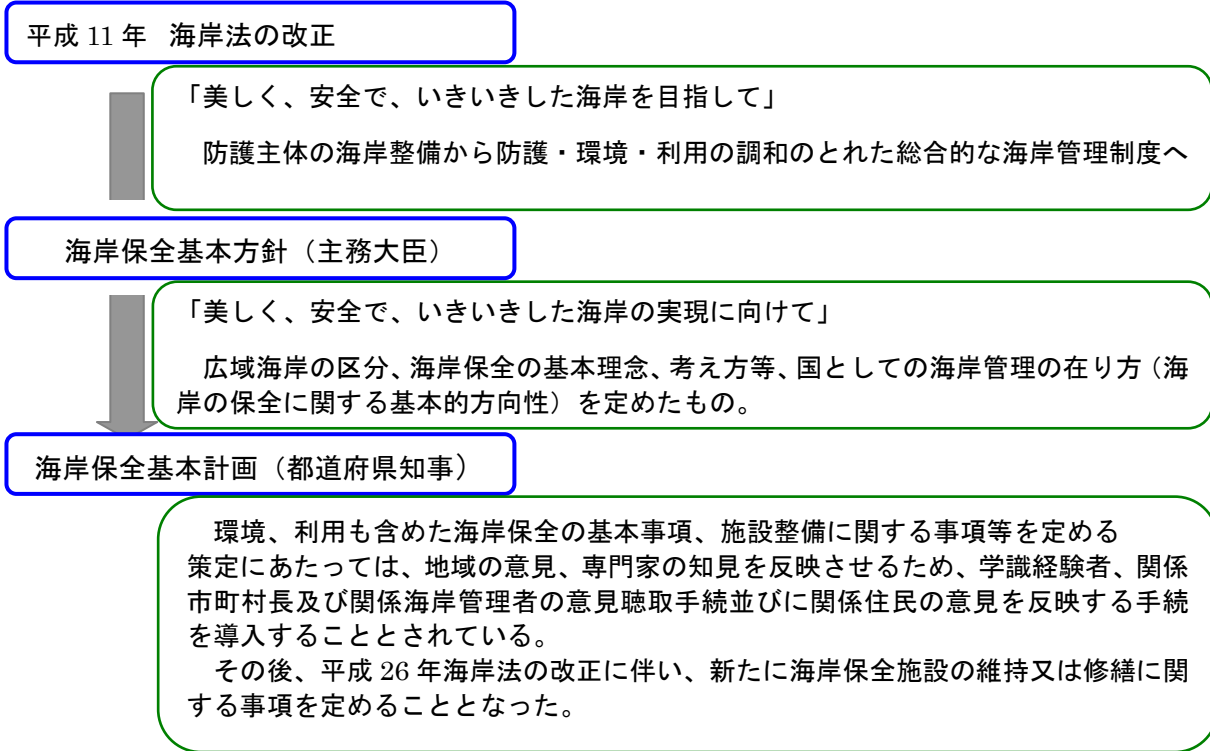 平成 11 年 海岸法の改正
「美しく、安全で、いきいきした海岸を目指して」
防護主体の海岸整備から防護・環境・利用の調和のとれた総合的な海岸管理制度へ
海岸保全基本方針（主務大臣）
「美しく、安全で、いきいきした海岸の実現に向けて」
広域海岸の区分、海岸保全の基本理念、考え方等、国としての海岸管理の在り方（海
岸の保全に関する基本的方向性）を定めたもの。
海岸保全基本計画（都道府県知事）
環境、利用も含めた海岸保全の基本事項、施設整備に関する事項等を定める
策定にあたっては、地域の意見、専門家の知見を反映させるため、学識経験者、関係
市町村長及び関係海岸管理者の意見聴取手続並びに関係住民の意見を反映する手続
を導入することとされている。
その後、平成 26 年海岸法の改正に伴い、新たに海岸保全施設の維持又は修繕に関
する事項を定めることとなった。